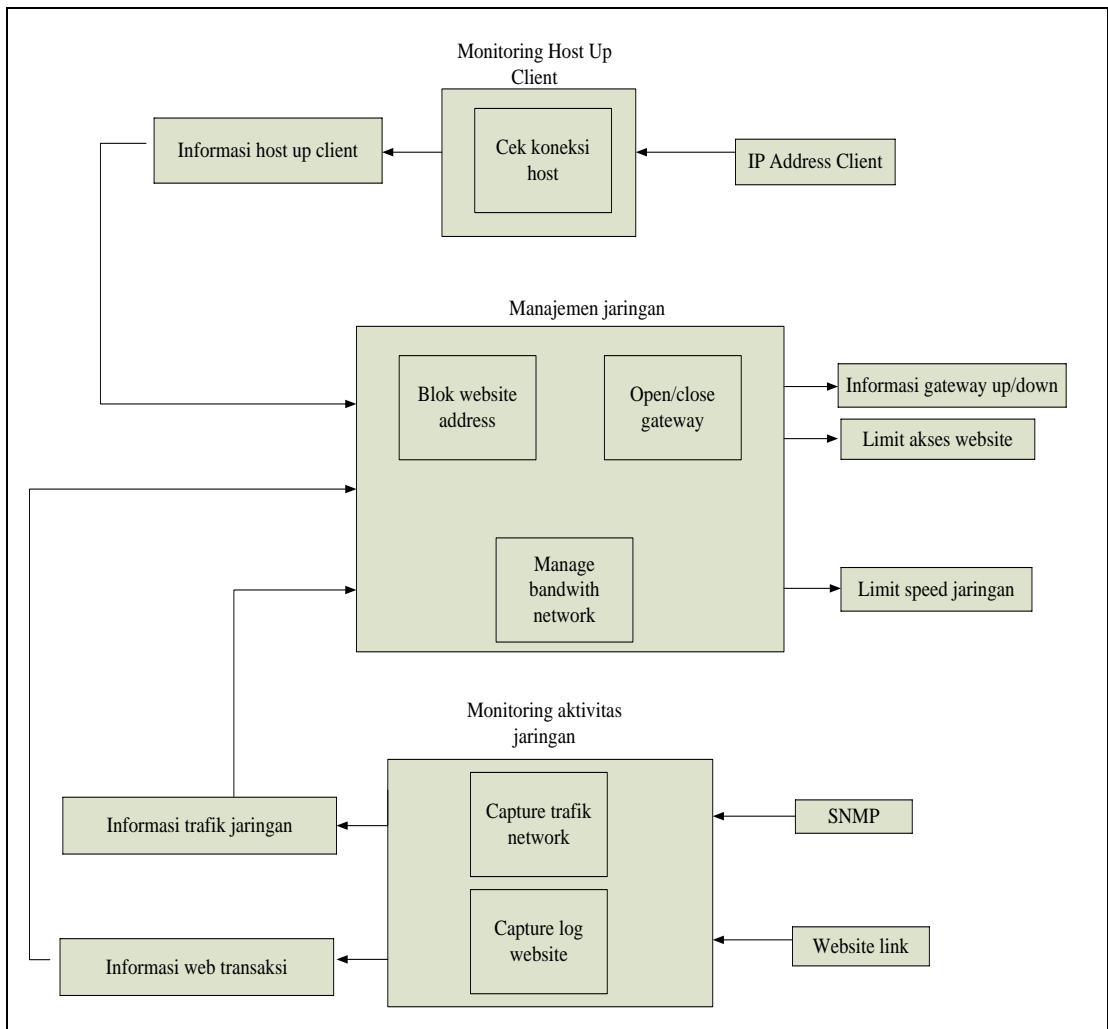 Monitoring Host Up
Client
Informasi host up client
Cek koneksi
host
IP Address Client
Manajemen jaringan
Blok website
address
Open/close
gateway
Informasi gateway up/down
Limit akses website
Manage
bandwith
network
Limit speed jaringan
Monitoring aktivitas
jaringan
Informasi trafik jaringan
Capture trafik
network
SNMP
Capture log
website
Website link
Informasi web transaksi